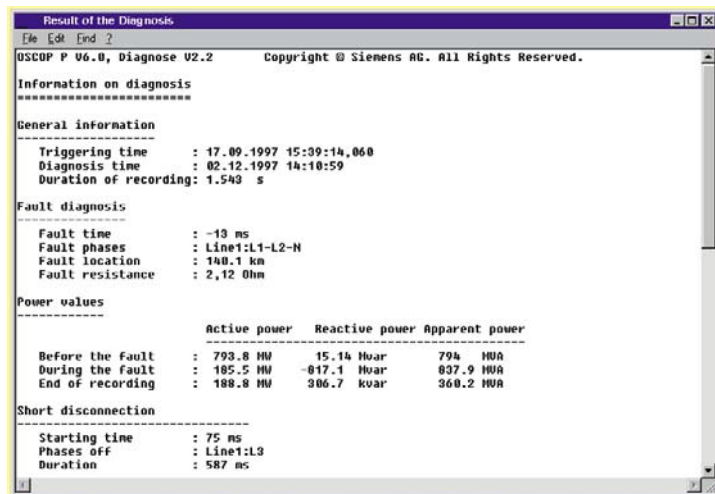 Result of the Diagnosis
File Edit Find ?
OSCOP P V6.0, Diagnose V2.2 Copyright © Siemens AG. All Rights Reserved.
Information on diagnosis
=========================
General information
--------------------
Triggering time : 17.09.1997 15:39:14,060
Diagnosis time : 02.12.1997 14:10:59
Duration of recording: 1.543 s
Fault diagnosis
----------------
Fault time : -13 ms
Fault phases : Line1:L1-L2-N
Fault location : 140.1 km
Fault resistance : 2,12 Ohm
Power values
------------
Active power Reactive power Apparent power
----------------------------------------------
Before the fault : 793.8 MW 15.14 Mvar 794 MVA
During the fault : 185.5 MW -817.1 Mvar 837.9 MVA
End of recording : 188.8 MW 306.7 kvar 360.2 MVA
Short disconnection
----------------------------------
Starting time : 75 ms
Phases off : Line1:L3
Duration : 587 ms